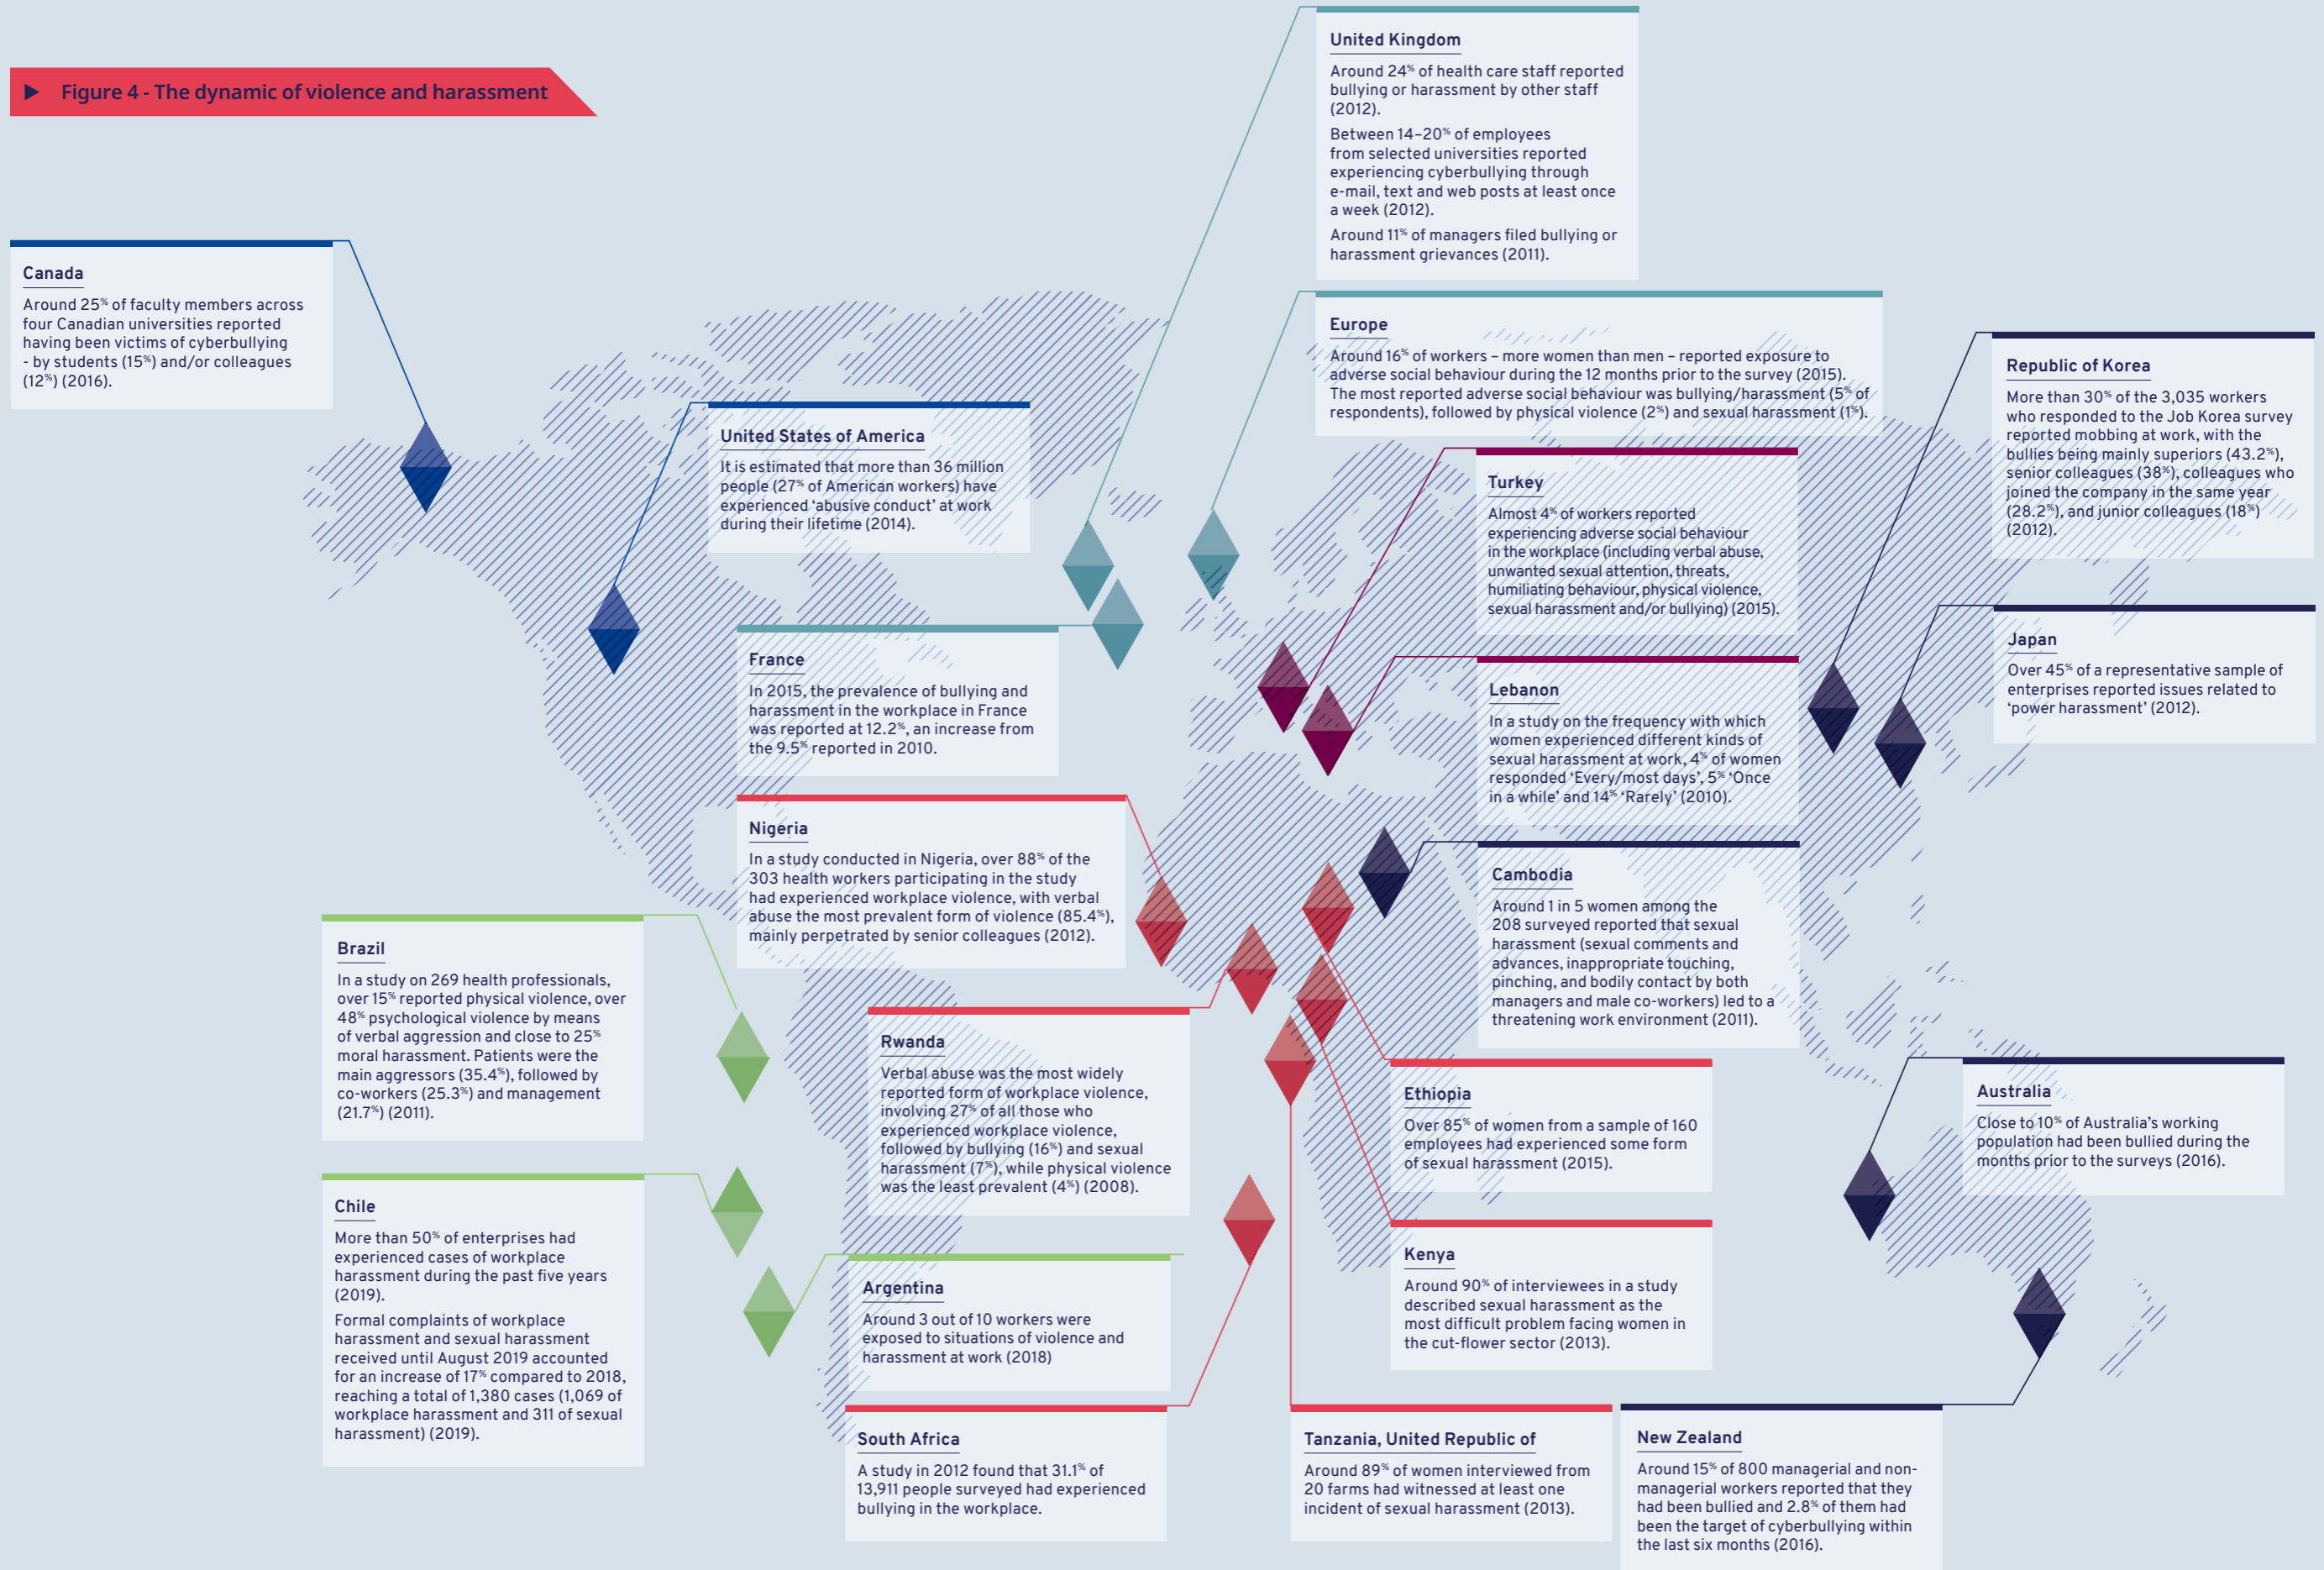 Figure 4 - The dynamic of violence and harassment
United Kingdom
Around 24% of health care staff reported
bullying or harassment by other staff
(2012).
Between 14–20% of employees
from selected universities reported
experiencing cyberbullying through
e-mail, text and web posts at least once
a week (2012).
Around 11% of managers filed bullying or
harassment grievances (2011).
Canada
Around 25% of faculty members across
four Canadian universities reported
having been victims of cyberbullying
- by students (15%) and/or colleagues
(12%) (2016).
Europe
Around 16% of workers – more women than men – reported exposure to
adverse social behaviour during the 12 months prior to the survey (2015).
The most reported adverse social behaviour was bullying/harassment (5% of
respondents), followed by physical violence (2%) and sexual harassment (1%).
Republic of Korea
More than 30% of the 3,035 workers
who responded to the Job Korea survey
reported mobbing at work, with the
bullies being mainly superiors (43.2%),
senior colleagues (38%), colleagues who
joined the company in the same year
(28.2%), and junior colleagues (18%)
(2012).
United States of America
It is estimated that more than 36 million
people (27% of American workers) have
experienced ‘abusive conduct’ at work
during their lifetime (2014).
Turkey
Almost 4% of workers reported
experiencing adverse social behaviour
in the workplace (including verbal abuse,
unwanted sexual attention, threats,
humiliating behaviour, physical violence,
sexual harassment and/or bullying) (2015).
Japan
Over 45% of a representative sample of
enterprises reported issues related to
‘power harassment’ (2012).
France
In 2015, the prevalence of bullying and
harassment in the workplace in France
was reported at 12.2%, an increase from
the 9.5% reported in 2010.
Lebanon
In a study on the frequency with which
women experienced different kinds of
sexual harassment at work, 4% of women
responded ‘Every/most days’, 5% ‘Once
in a while’ and 14% ‘Rarely’ (2010).
Nigeria
In a study conducted in Nigeria, over 88% of the
303 health workers participating in the study
had experienced workplace violence, with verbal
abuse the most prevalent form of violence (85.4%),
mainly perpetrated by senior colleagues (2012).
Cambodia
Around 1 in 5 women among the
208 surveyed reported that sexual
harassment (sexual comments and
advances, inappropriate touching,
pinching, and bodily contact by both
managers and male co-workers) led to a
threatening work environment (2011).
Brazil
In a study on 269 health professionals,
over 15% reported physical violence, over
48% psychological violence by means
of verbal aggression and close to 25%
moral harassment. Patients were the
main aggressors (35.4%), followed by
co-workers (25.3%) and management
(21.7%) (2011).
Rwanda
Verbal abuse was the most widely
reported form of workplace violence,
involving 27% of all those who
experienced workplace violence,
followed by bullying (16%) and sexual
harassment (7%), while physical violence
was the least prevalent (4%) (2008).
Ethiopia
Over 85% of women from a sample of 160
employees had experienced some form
of sexual harassment (2015).
Australia
Close to 10% of Australia’s working
population had been bullied during the
months prior to the surveys (2016).
Chile
More than 50% of enterprises had
experienced cases of workplace
harassment during the past five years
(2019).
Formal complaints of workplace
harassment and sexual harassment
received until August 2019 accounted
for an increase of 17% compared to 2018,
reaching a total of 1,380 cases (1,069 of
workplace harassment and 311 of sexual
harassment) (2019).
Argentina
Around 3 out of 10 workers were
exposed to situations of violence and
harassment at work (2018)
Kenya
Around 90% of interviewees in a study
described sexual harassment as the
most difficult problem facing women in
the cut-flower sector (2013).
South Africa
A study in 2012 found that 31.1% of
13,911 people surveyed had experienced
bullying in the workplace.
Tanzania, United Republic of
Around 89% of women interviewed from
20 farms had witnessed at least one
incident of sexual harassment (2013).
New Zealand
Around 15% of 800 managerial and non-
managerial workers reported that they
had been bullied and 2.8% of them had
been the target of cyberbullying within
the last six months (2016).